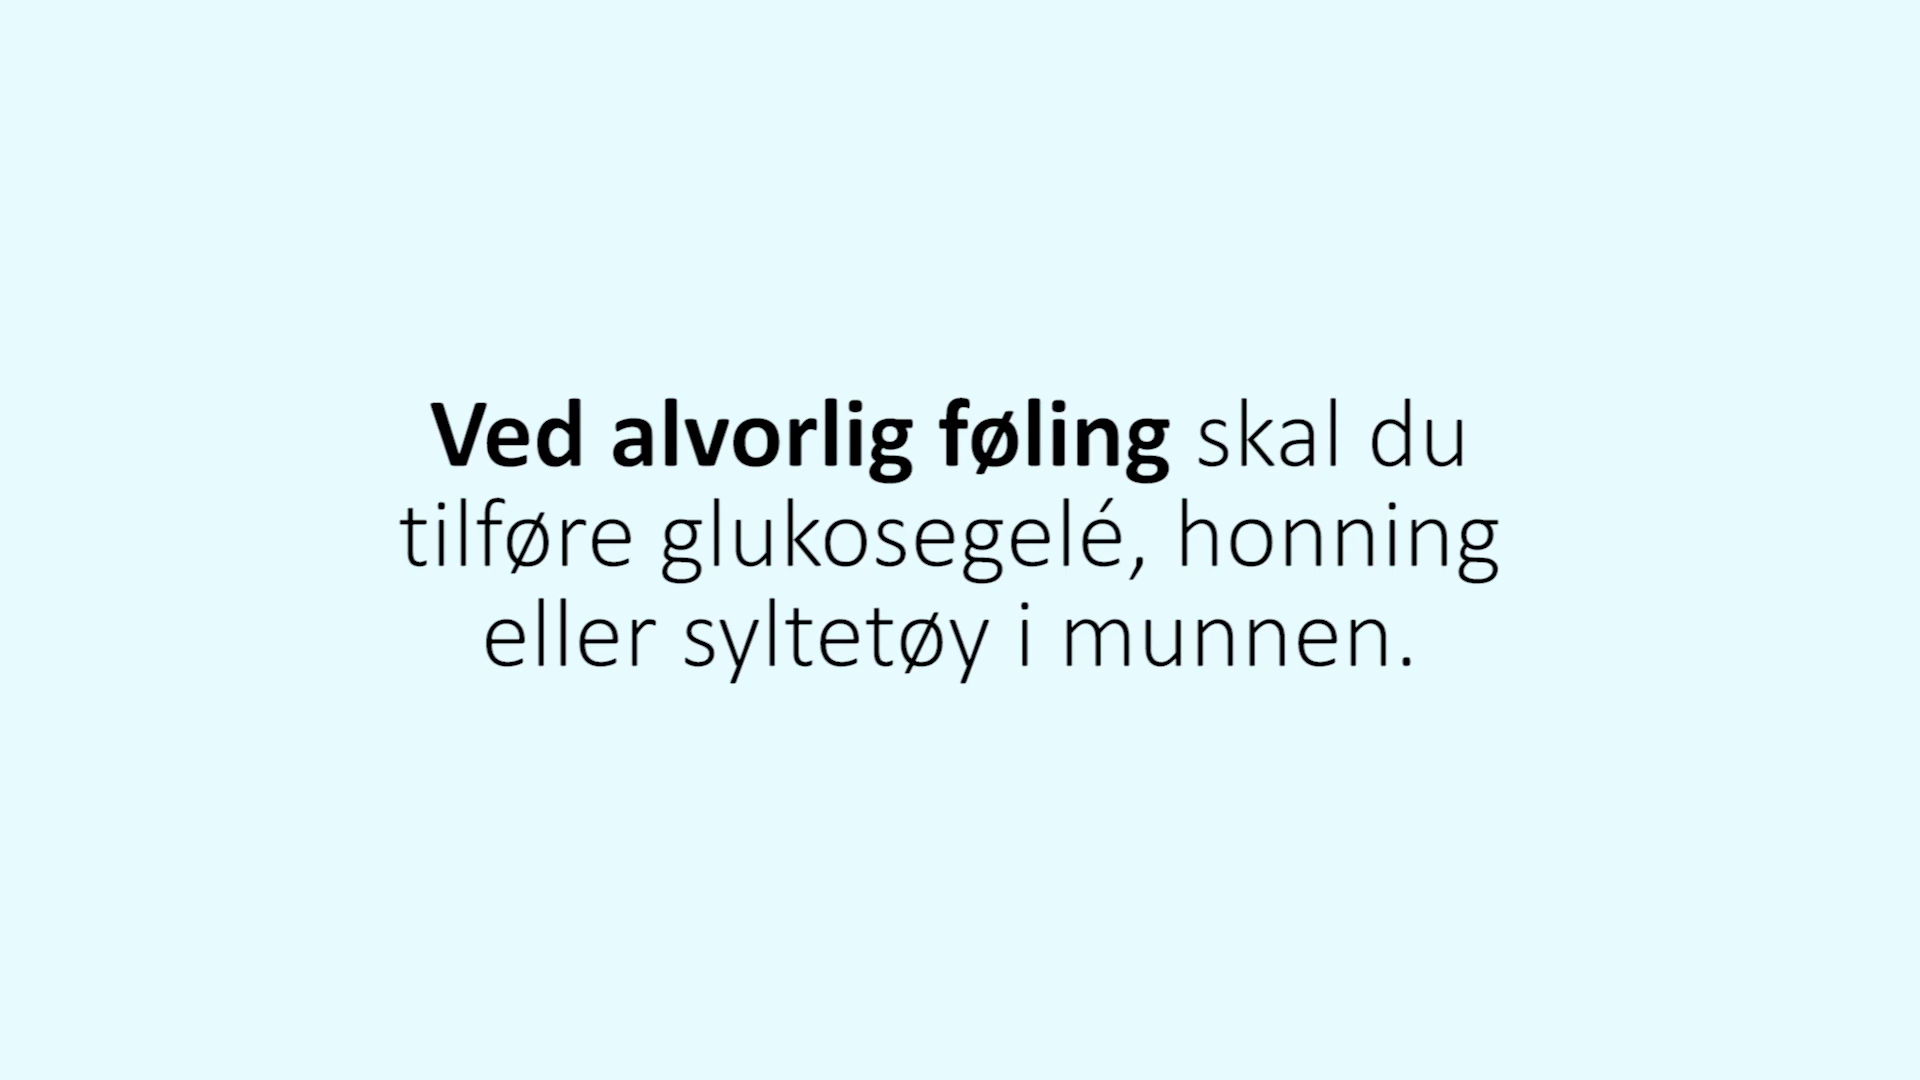 Ved alvorlig føling skal du
tilføre glukosegelé, honning
eller syltetøy i munnen.